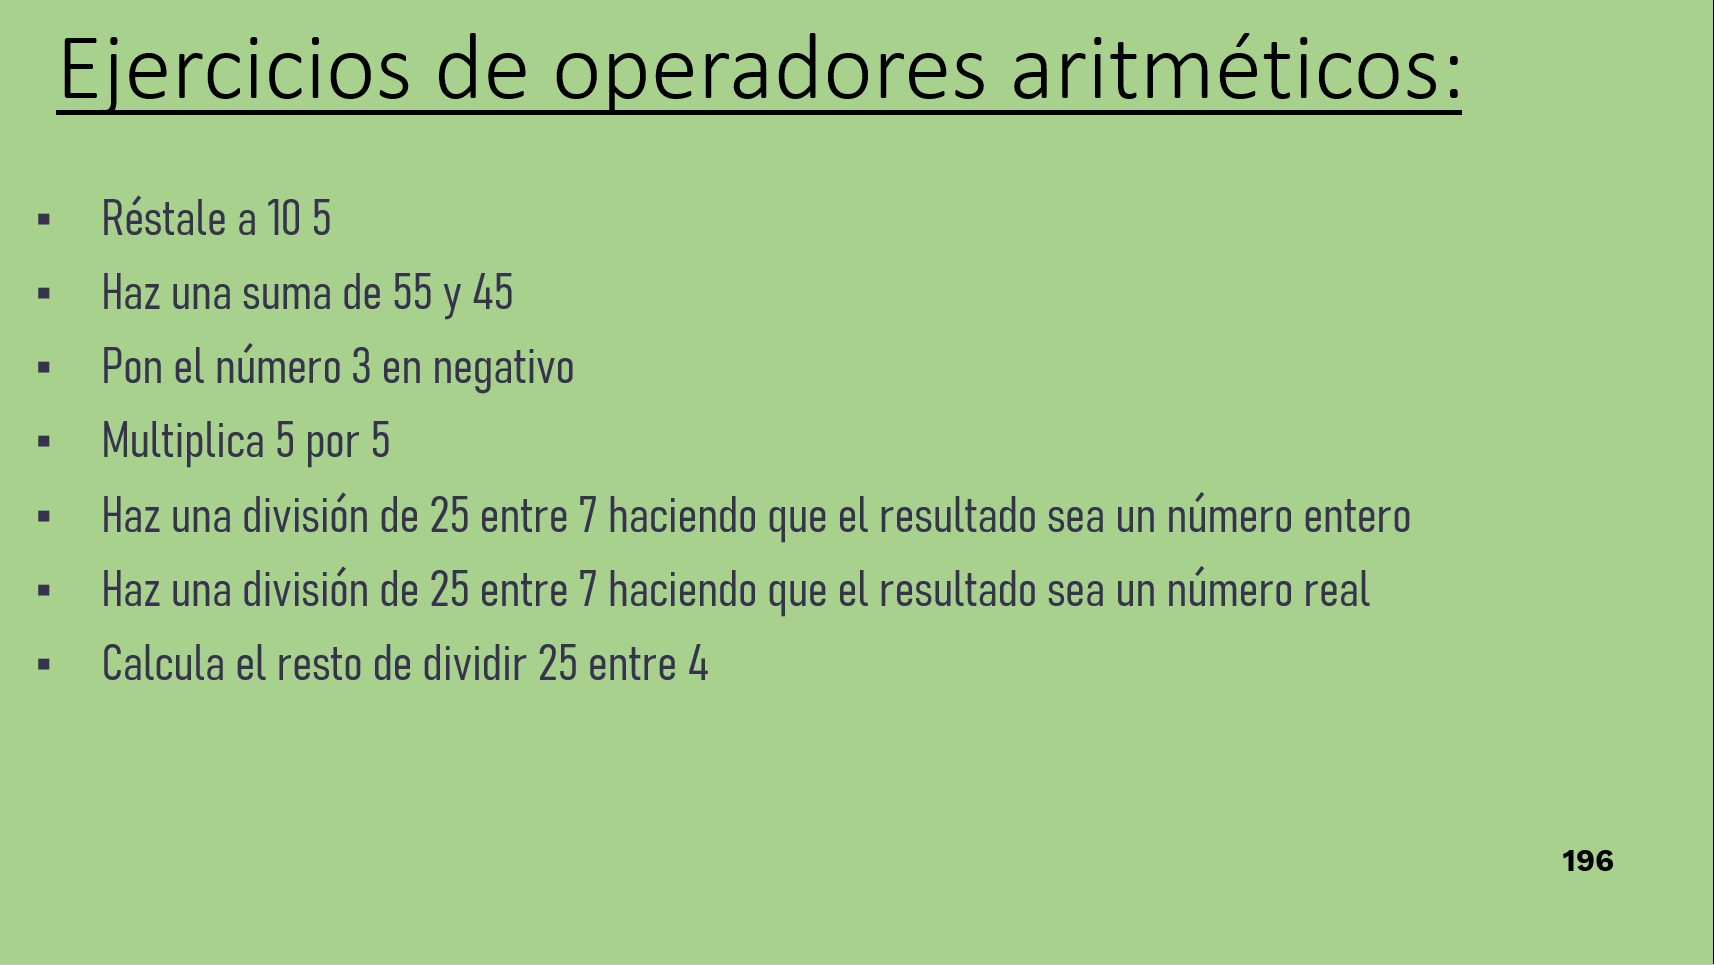 Ejercicios de operadores aritméticos:
▪ Réstale a 10 5
▪ Haz una suma de 55 y 45
▪ Pon el número 3 en negativo
▪ Multiplica 5 por 5
▪ Haz una división de 25 entre 7 haciendo que el resultado sea un número entero
▪ Haz una división de 25 entre 7 haciendo que el resultado sea un número real
▪ Calcula el resto de dividir 25 entre 4
196